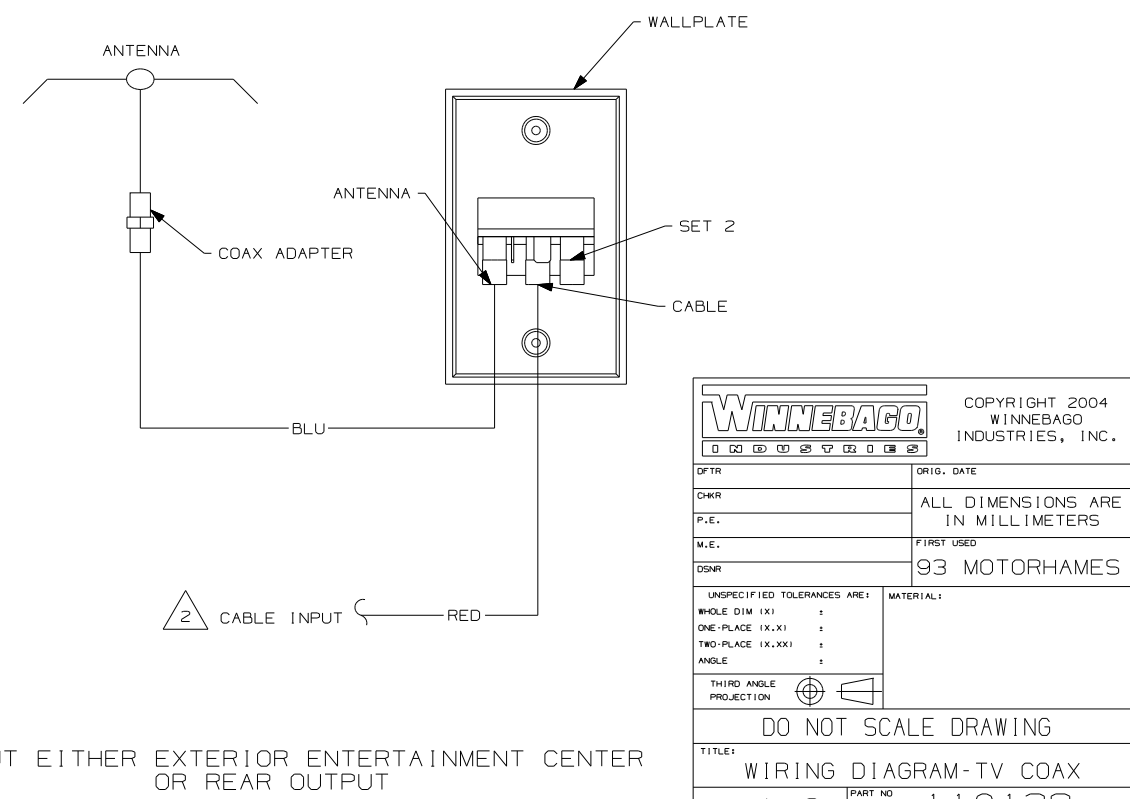 WALLPLATE
ANTENNA
ANTENNA
SET 2
COAX ADAPTER
CABLE
BLU
2 CABLE INPUT
RED
EITHER EXTERIOR ENTERTAINMENT CENTER
OR REAR OUTPUT
WINNEBAGO®
INDUSTRIES
COPYRIGHT 2004
WINNEBAGO
INDUSTRIES, INC.
DFTR
ORIG. DATE
CHKR
ALL DIMENSIONS ARE
IN MILLIMETERS
P.E.
M.E.
FIRST USED
93 MOTORHAMES
DSNR
UNSPECIFIED TOLERANCES ARE:
MATERIAL:
WHOLE DIM (X) ±
ONE-PLACE (X.X) ±
TWO-PLACE (X.XX) ±
ANGLE ±
THIRD ANGLE
PROJECTION
DO NOT SCALE DRAWING
TITLE:
WIRING DIAGRAM-TV COAX
PART NO